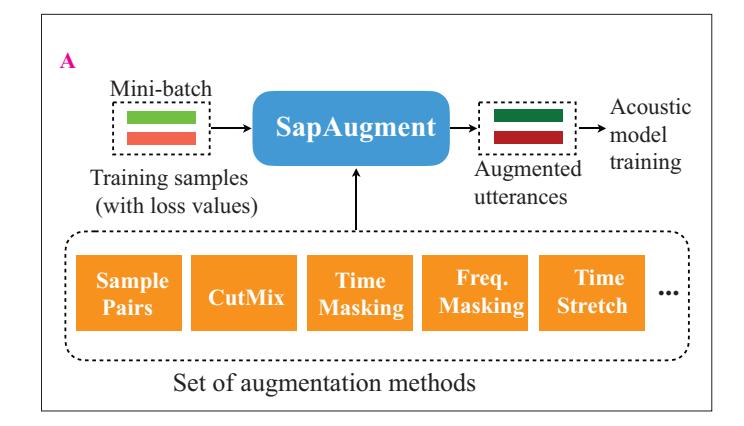 A
Mini-batch
SapAugment
Acoustic
model
training
Training samples
(with loss values)
Augmented
utterances
Sample
Pairs
CutMix
Time
Masking
Freq.
Masking
Time
Stretch
...
Set of augmentation methods